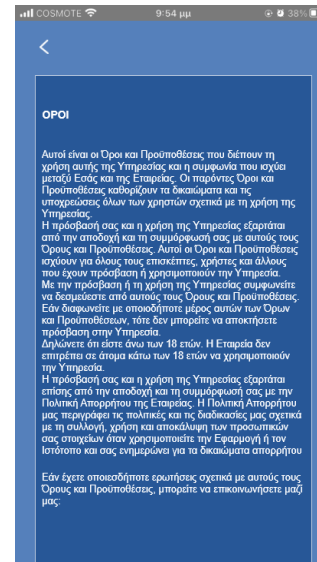 COSMOTE 9:54 μμ 38%
ΟΡΟΙ
Αυτοί είναι οι Όροι και Προϋποθέσεις που διέπουν τη
χρήση αυτής της Υπηρεσίας και η συμφωνία που ισχύει
μεταξύ Εσάς και της Εταιρείας. Οι παρόντες Όροι και
Προϋποθέσεις καθορίζουν τα δικαιώματα και τις
υποχρεώσεις όλων των χρηστών σχετικά με τη χρήση της
Υπηρεσίας.
Η πρόσβασή σας και η χρήση της Υπηρεσίας εξαρτάται
από την αποδοχή και τη συμμόρφωσή σας με αυτούς τους
Όρους και Προϋποθέσεις. Αυτοί οι Όροι και Προϋποθέσεις
ισχύουν για όλους τους επισκέπτες, χρήστες και άλλους
που έχουν πρόσβαση ή χρησιμοποιούν την Υπηρεσία.
Με την πρόσβαση ή τη χρήση της Υπηρεσίας συμφωνείτε
να δεσμεύεστε από αυτούς τους Όρους και Προϋποθέσεις.
Εάν διαφωνείτε με οποιοδήποτε μέρος αυτών των Όρων
και Προϋποθέσεων, τότε δεν μπορείτε να αποκτήσετε
πρόσβαση στην Υπηρεσία.
Δηλώνετε ότι είστε άνω των 18 ετών. Η Εταιρεία δεν
επιτρέπει σε άτομα κάτω των 18 ετών να χρησιμοποιούν
την Υπηρεσία.
Η πρόσβασή σας και η χρήση της Υπηρεσίας εξαρτάται
επίσης από την αποδοχή και τη συμμόρφωσή σας με την
Πολιτική Απορρήτου της Εταιρείας. Η Πολιτική Απορρήτου
μας περιγράφει τις πολιτικές και τις διαδικασίες μας σχετικά
με τη συλλογή, χρήση και αποκάλυψη των προσωπικών
σας στοιχείων όταν χρησιμοποιείτε την Εφαρμογή ή τον
Ιστότοπο και σας ενημερώνει για τα δικαιώματα απορρήτου
Εάν έχετε οποιεσδήποτε ερωτήσεις σχετικά με αυτούς τους
Όρους και Προϋποθέσεις, μπορείτε να επικοινωνήσετε μαζί
μας: